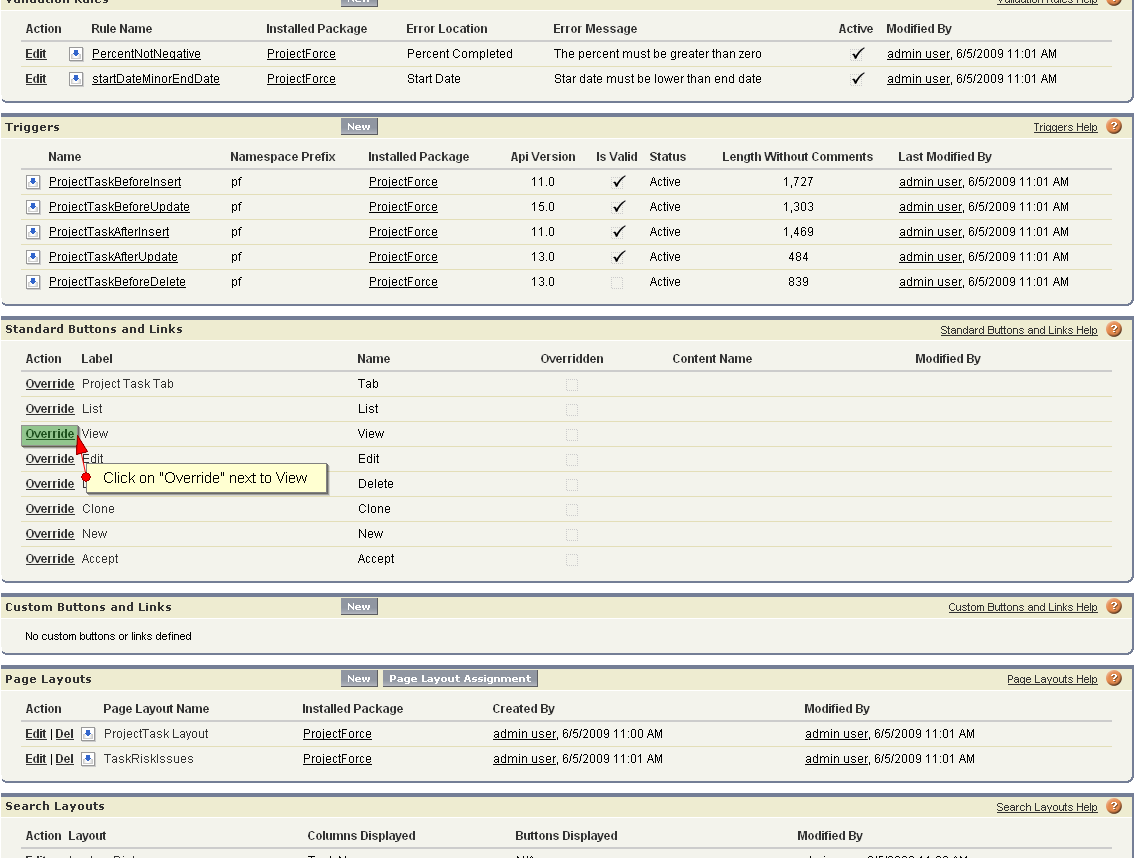 Validation Rules New Validation Rules Help ?
Action Rule Name Installed Package Error Location Error Message Active Modified By
Edit PercentNotNegative ProjectForce Percent Completed The percent must be greater than zero admin user, 6/5/2009 11:01 AM
Edit startDateMinorEndDate ProjectForce Start Date Star date must be lower than end date admin user, 6/5/2009 11:01 AM
Triggers New Triggers Help ?
Name Namespace Prefix Installed Package Api Version Is Valid Status Length Without Comments Last Modified By
ProjectTaskBeforeInsert pf ProjectForce 11.0 Active 1,727 admin user, 6/5/2009 11:01 AM
ProjectTaskBeforeUpdate pf ProjectForce 15.0 Active 1,303 admin user, 6/5/2009 11:01 AM
ProjectTaskAfterInsert pf ProjectForce 11.0 Active 1,469 admin user, 6/5/2009 11:01 AM
ProjectTaskAfterUpdate pf ProjectForce 13.0 Active 484 admin user, 6/5/2009 11:01 AM
ProjectTaskBeforeDelete pf ProjectForce 13.0 Active 839 admin user, 6/5/2009 11:01 AM
Standard Buttons and Links Standard Buttons and Links Help ?
Action Label Name Overridden Content Name Modified By
Override Project Task Tab Tab
Override List List
Override View View
Override Edit Edit
Click on "Override" next to View
Override Delete
Override Clone Clone
Override New New
Override Accept Accept
Custom Buttons and Links New Custom Buttons and Links Help ?
No custom buttons or links defined
Page Layouts New Page Layout Assignment Page Layouts Help ?
Action Page Layout Name Installed Package Created By Modified By
Edit | Del ProjectTask Layout ProjectForce admin user, 6/5/2009 11:00 AM admin user, 6/5/2009 11:01 AM
Edit | Del TaskRiskIssues ProjectForce admin user, 6/5/2009 11:01 AM admin user, 6/5/2009 11:01 AM
Search Layouts Search Layouts Help ?
Action Layout Columns Displayed Buttons Displayed Modified By